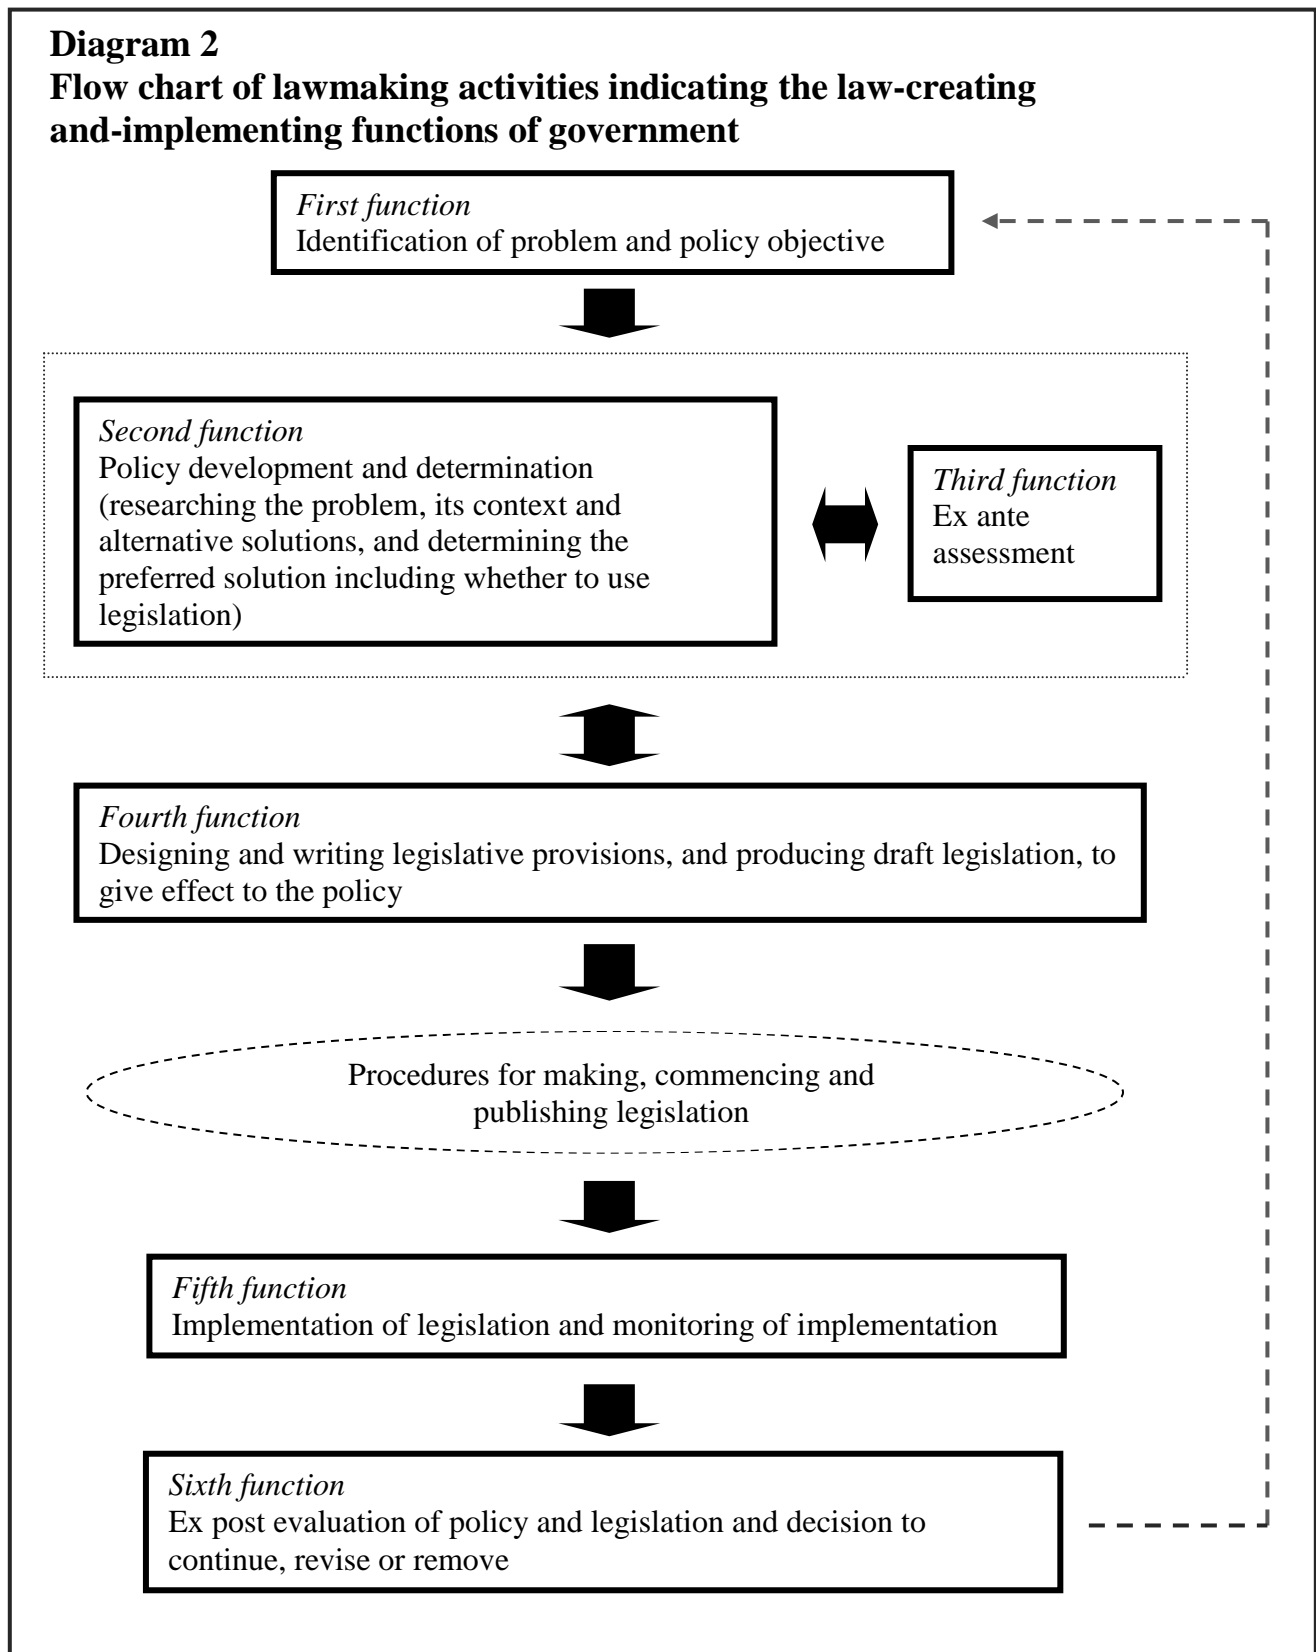 Diagram 2
Flow chart of lawmaking activities indicating the law-creating
and-implementing functions of government
First function
Identification of problem and policy objective
Second function
Policy development and determination
(researching the problem, its context and
alternative solutions, and determining the
preferred solution including whether to use
legislation)
Third function
Ex ante
assessment
Fourth function
Designing and writing legislative provisions, and producing draft legislation, to
give effect to the policy
Procedures for making, commencing and
publishing legislation
Fifth function
Implementation of legislation and monitoring of implementation
Sixth function
Ex post evaluation of policy and legislation and decision to
continue, revise or remove